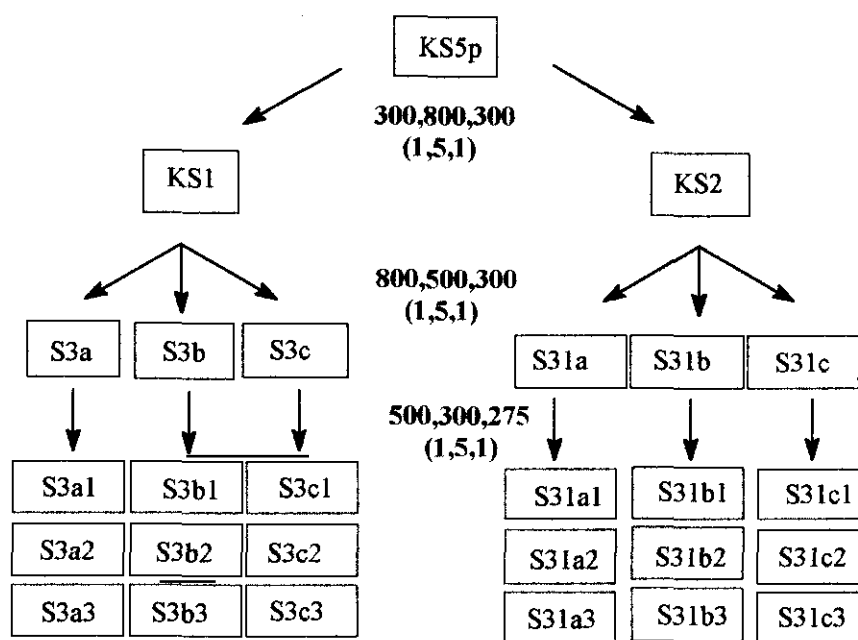 KS5p
300,800,300
(1,5,1)
KS1
KS2
800,500,300
(1,5,1)
S3a S3b S3c
S31a S31b S31c
500,300,275
(1,5,1)
S3a1 S3b1 S3c1
S31a1 S31b1 S31c1
S3a2 S3b2 S3c2
S31a2 S31b2 S31c2
S3a3 S3b3 S3c3
S31a3 S31b3 S31c3